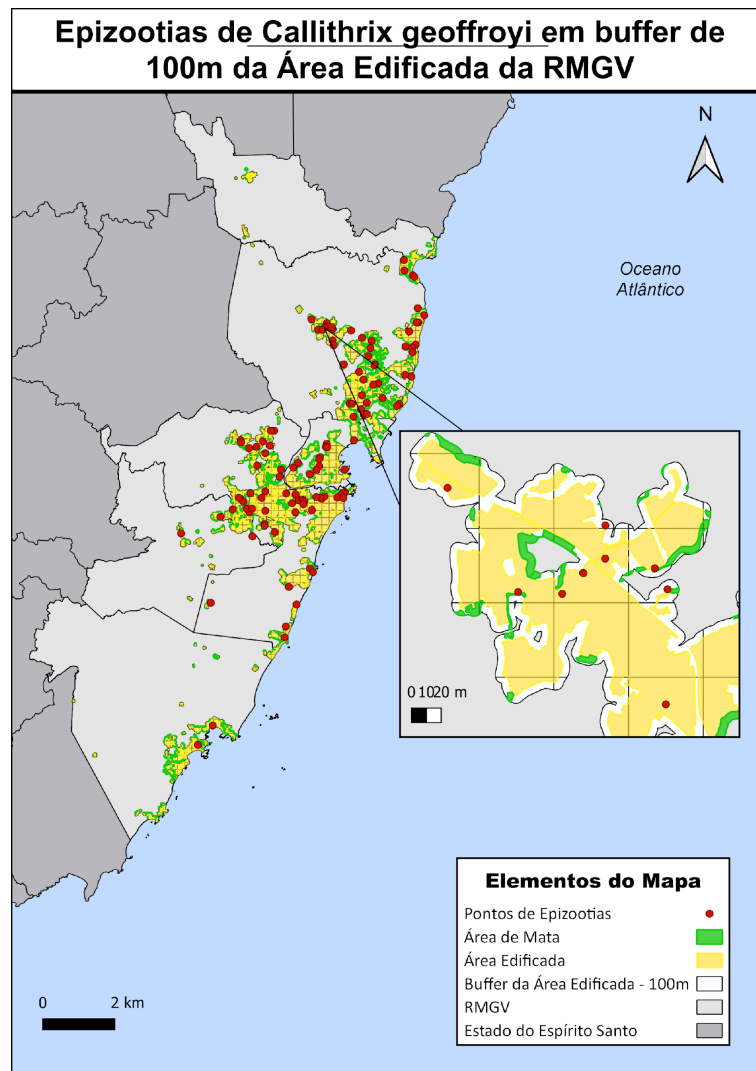 Epizootias de Callithrix geoffroyi em buffer de
100m da Área Edificada da RMGV
N
Oceano
Atlântico
0 10 20 m
Elementos do Mapa
Pontos de Epizootias
Área de Mata
Área Edificada
Buffer da Área Edificada - 100m
RMGV
Estado do Espírito Santo
0 2 km